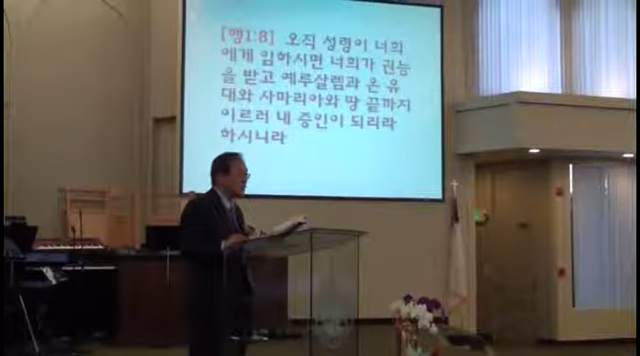 [행1:8] 오직 성령이 너희
에게 임하시면 너희가 권능
을 받고 예루살렘과 온 유
대와 사마리아와 땅 끝까지
이르러 내 증인이 되리라
하시니라